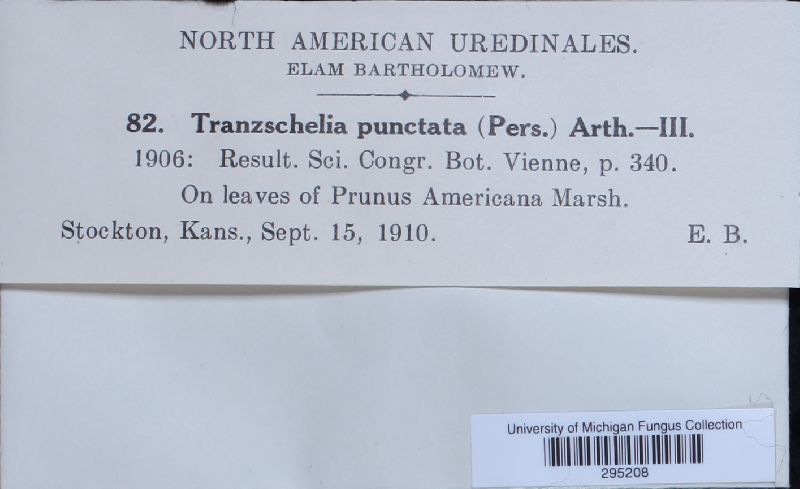 NORTH AMERICAN UREDINALES.
ELAM BARTHOLOMEW.
82. Tranzschelia punctata (Pers.) Arth.—III.
1906: Result. Sci. Congr. Bot. Vienne, p. 340.
On leaves of Prunus Americana Marsh.
Stockton, Kans., Sept. 15, 1910. E. B.
University of Michigan Fungus Collection
295208